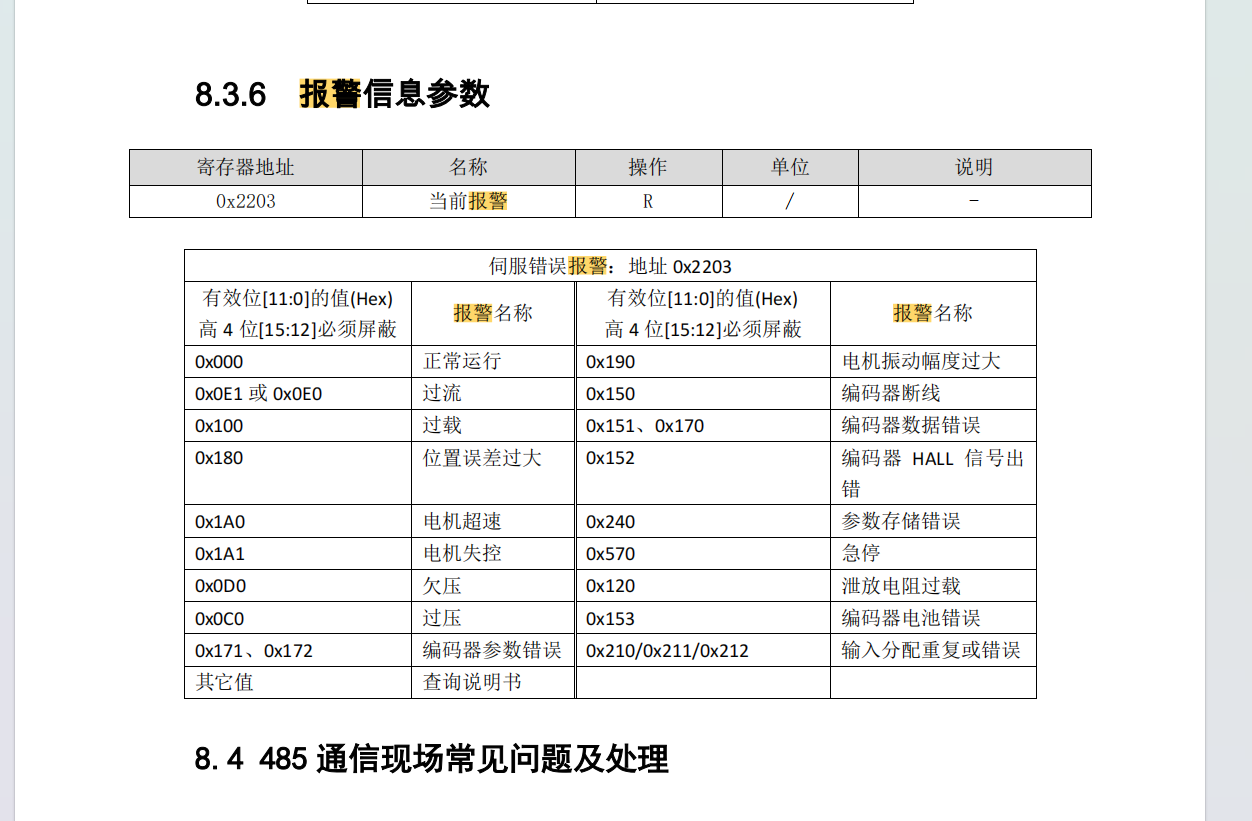 8.3.6 报警信息参数
寄存器地址 名称 操作 单位 说明
0x2203 当前报警 R / -
伺服错误报警：地址 0x2203
有效位[11:0]的值(Hex) 报警名称 有效位[11:0]的值(Hex) 报警名称
高 4 位[15:12]必须屏蔽 高 4 位[15:12]必须屏蔽
0x000 正常运行 0x190 电机振动幅度过大
0x0E1 或 0x0E0 过流 0x150 编码器断线
0x100 过载 0x151、0x170 编码器数据错误
0x180 位置误差过大 0x152 编码器 HALL 信号出
错
0x1A0 电机超速 0x240 参数存储错误
0x1A1 电机失控 0x570 急停
0x0D0 欠压 0x120 泄放电阻过载
0x0C0 过压 0x153 编码器电池错误
0x171、0x172 编码器参数错误 0x210/0x211/0x212 输入分配重复或错误
其它值 查询说明书
8.4 485 通信现场常见问题及处理